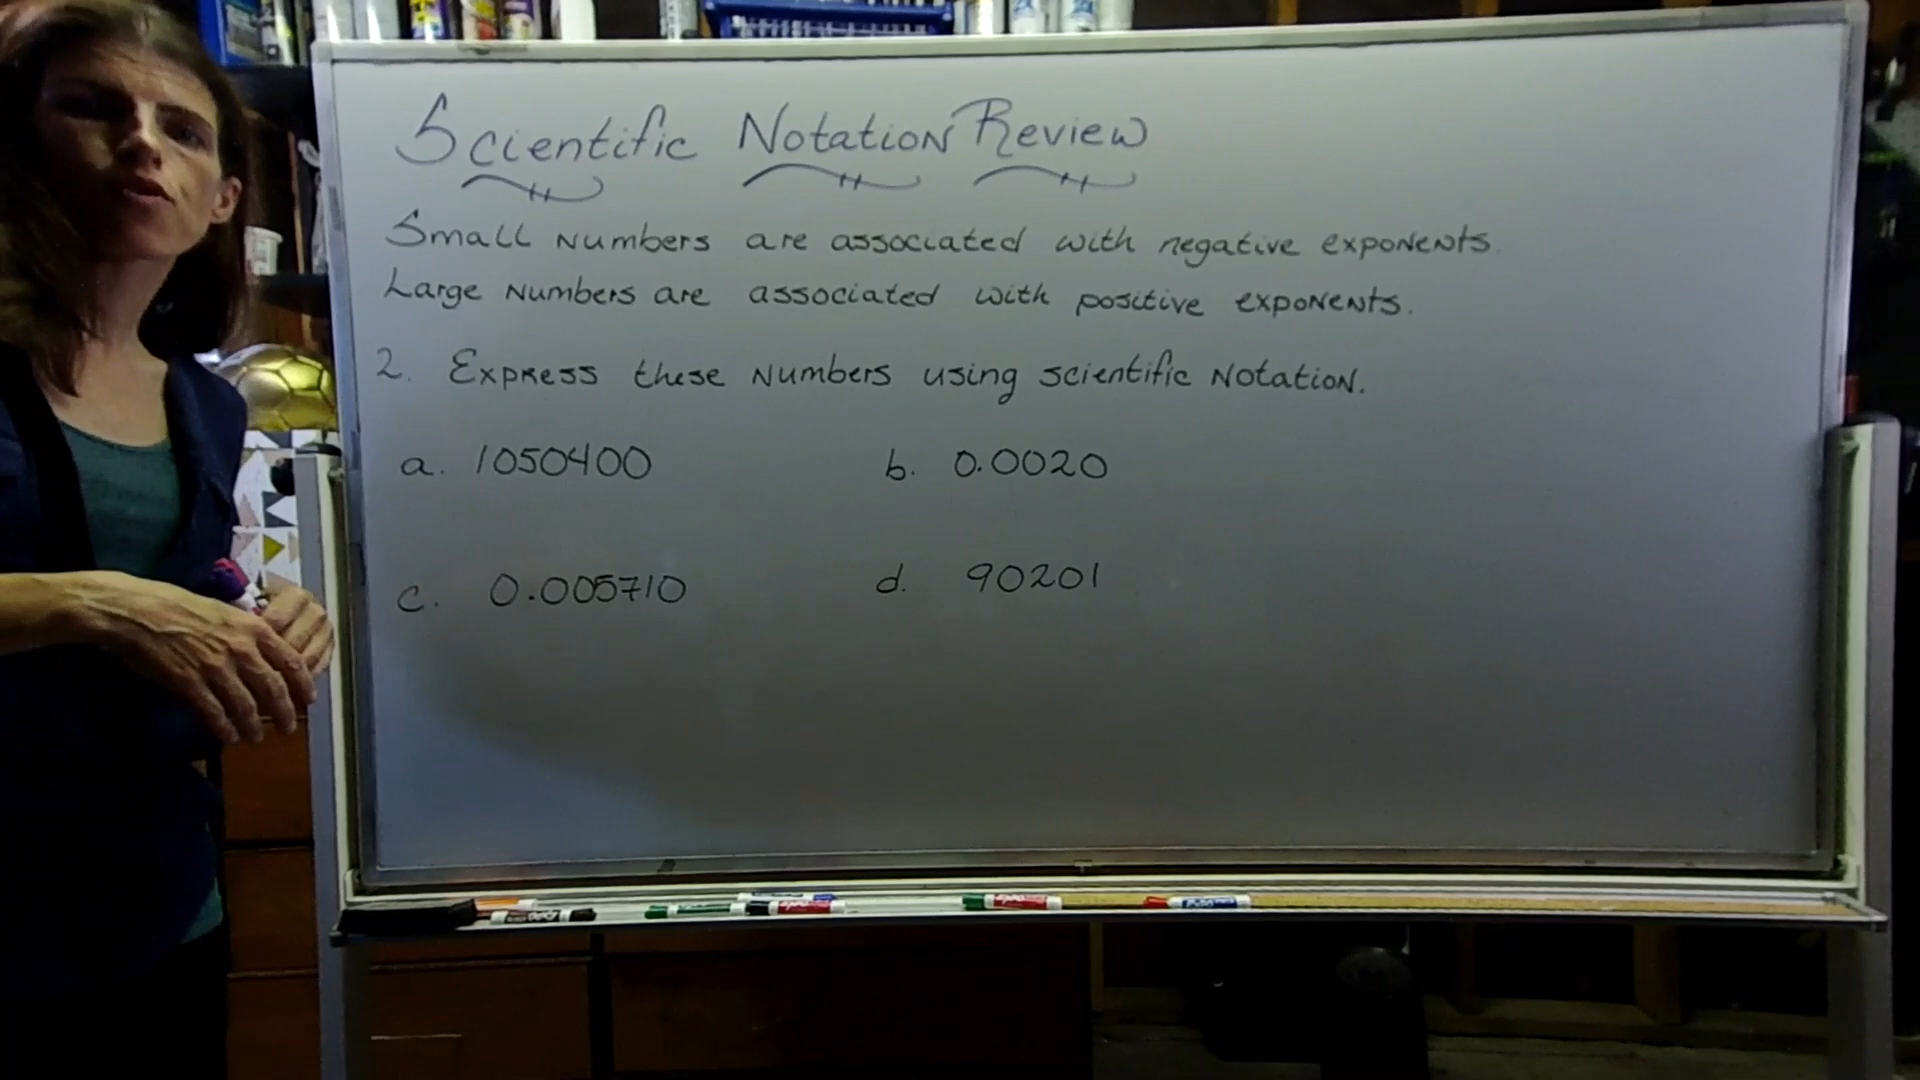 Scientific Notation Review
Small numbers are associated with negative exponents.
Large numbers are associated with positive exponents.
2. Express these numbers using scientific notation.
a. 1050400 b. 0.0020
c. 0.005710 d. 90201